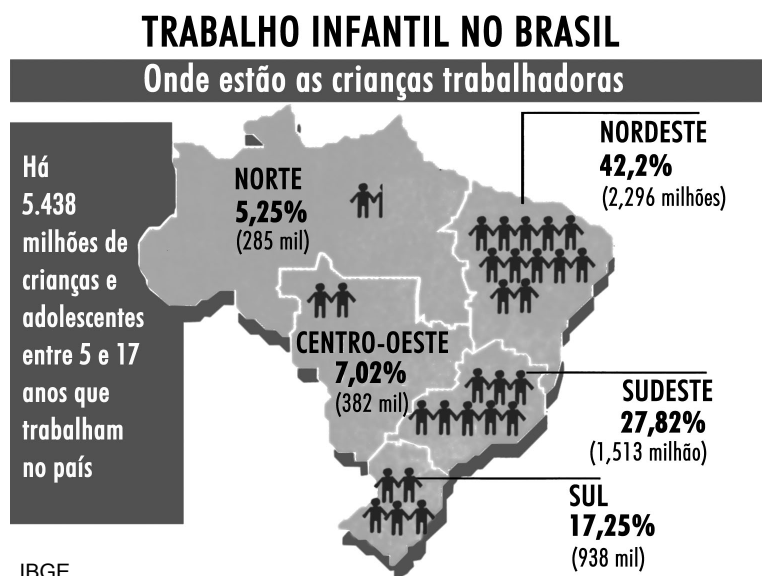 TRABALHO INFANTIL NO BRASIL
Onde estão as crianças trabalhadoras
Há
5.438
milhões de
crianças e
adolescentes
entre 5 e 17
anos que
trabalham
no país
NORTE
5,25%
(285 mil)
NORDESTE
42,2%
(2,296 milhões)
CENTRO-OESTE
7,02%
(382 mil)
SUDESTE
27,82%
(1,513 milhão)
SUL
17,25%
(938 mil)
IBGE